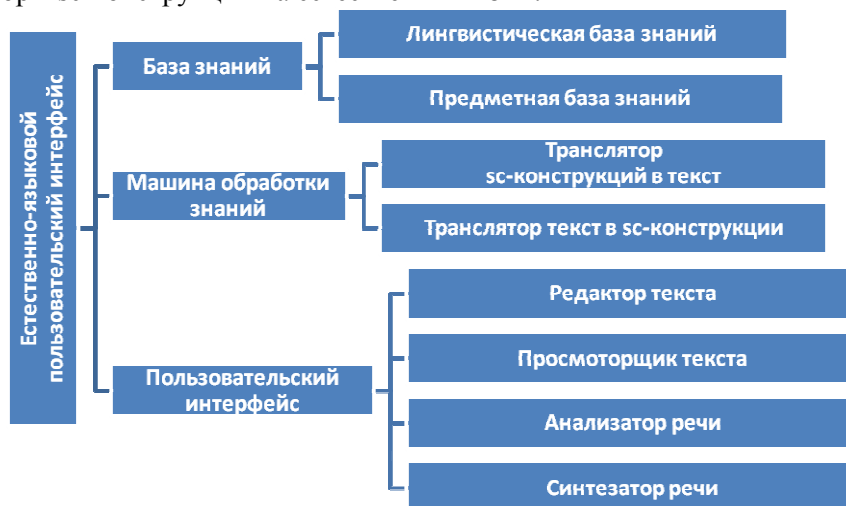 Естественно-языковой
пользовательский интерфейс
База знаний
Лингвистическая база знаний
Предметная база знаний
Машина обработки
знаний
Транслятор
sc-конструкций в текст
Транслятор текст в sc-конструкции
Пользовательский
интерфейс
Редактор текста
Просмоторщик текста
Анализатор речи
Синтезатор речи